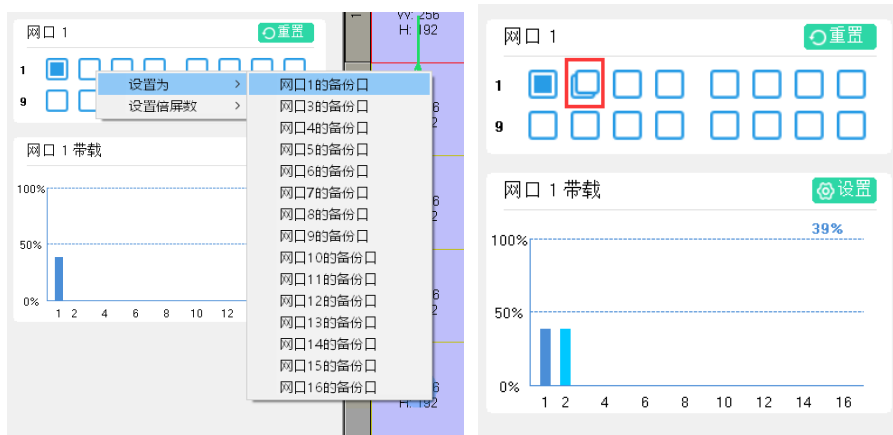 网口 1
重置
1
设置为 >
设置倍屏数 >
9
网口1的备份口
网口3的备份口
网口4的备份口
网口5的备份口
网口6的备份口
网口7的备份口
网口8的备份口
网口9的备份口
网口10的备份口
网口11的备份口
网口12的备份口
网口13的备份口
网口14的备份口
网口15的备份口
网口16的备份口
网口 1 带载
100%
50%
0%
1 2 4 6 8 10 12
1
W: 256
H: 192
6
2
6
2
6
2
6
H: 192
网口 1
重置
1
9
网口 1 带载
设置
39%
100%
50%
0%
1 2 4 6 8 10 12 14 16